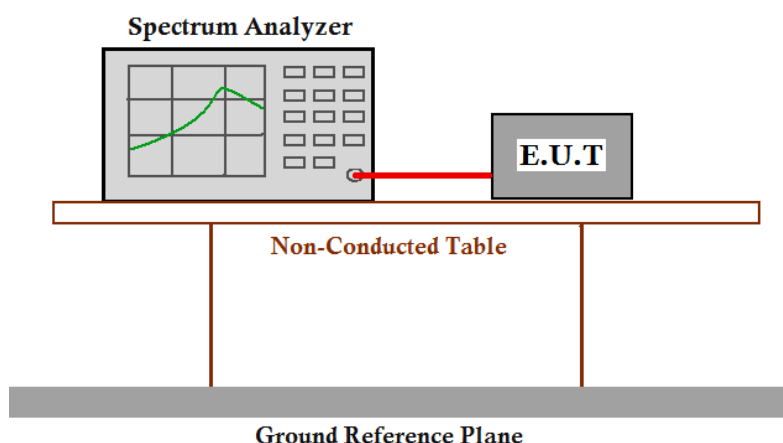 Spectrum Analyzer
E.U.T
Non-Conducted Table
Ground Reference Plane